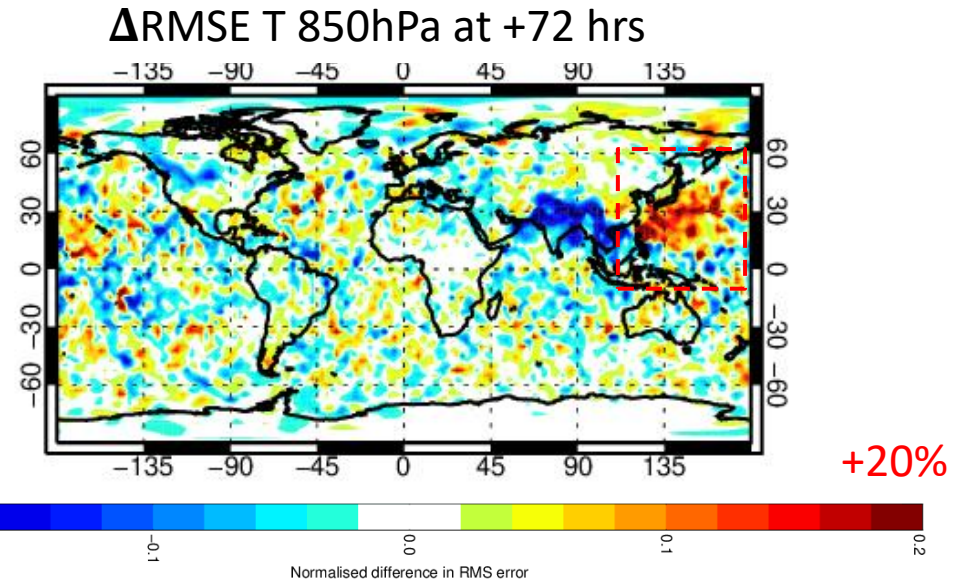 ΔRMSE T 850hPa at +72 hrs
−135 −90 −45 0 45 90 135
60 60
30 30
0 0
−30 −30
−60 −60
−135 −90 −45 0 45 90 135
+20%
−0.1 0.0 0.1 0.2
Normalised difference in RMS error